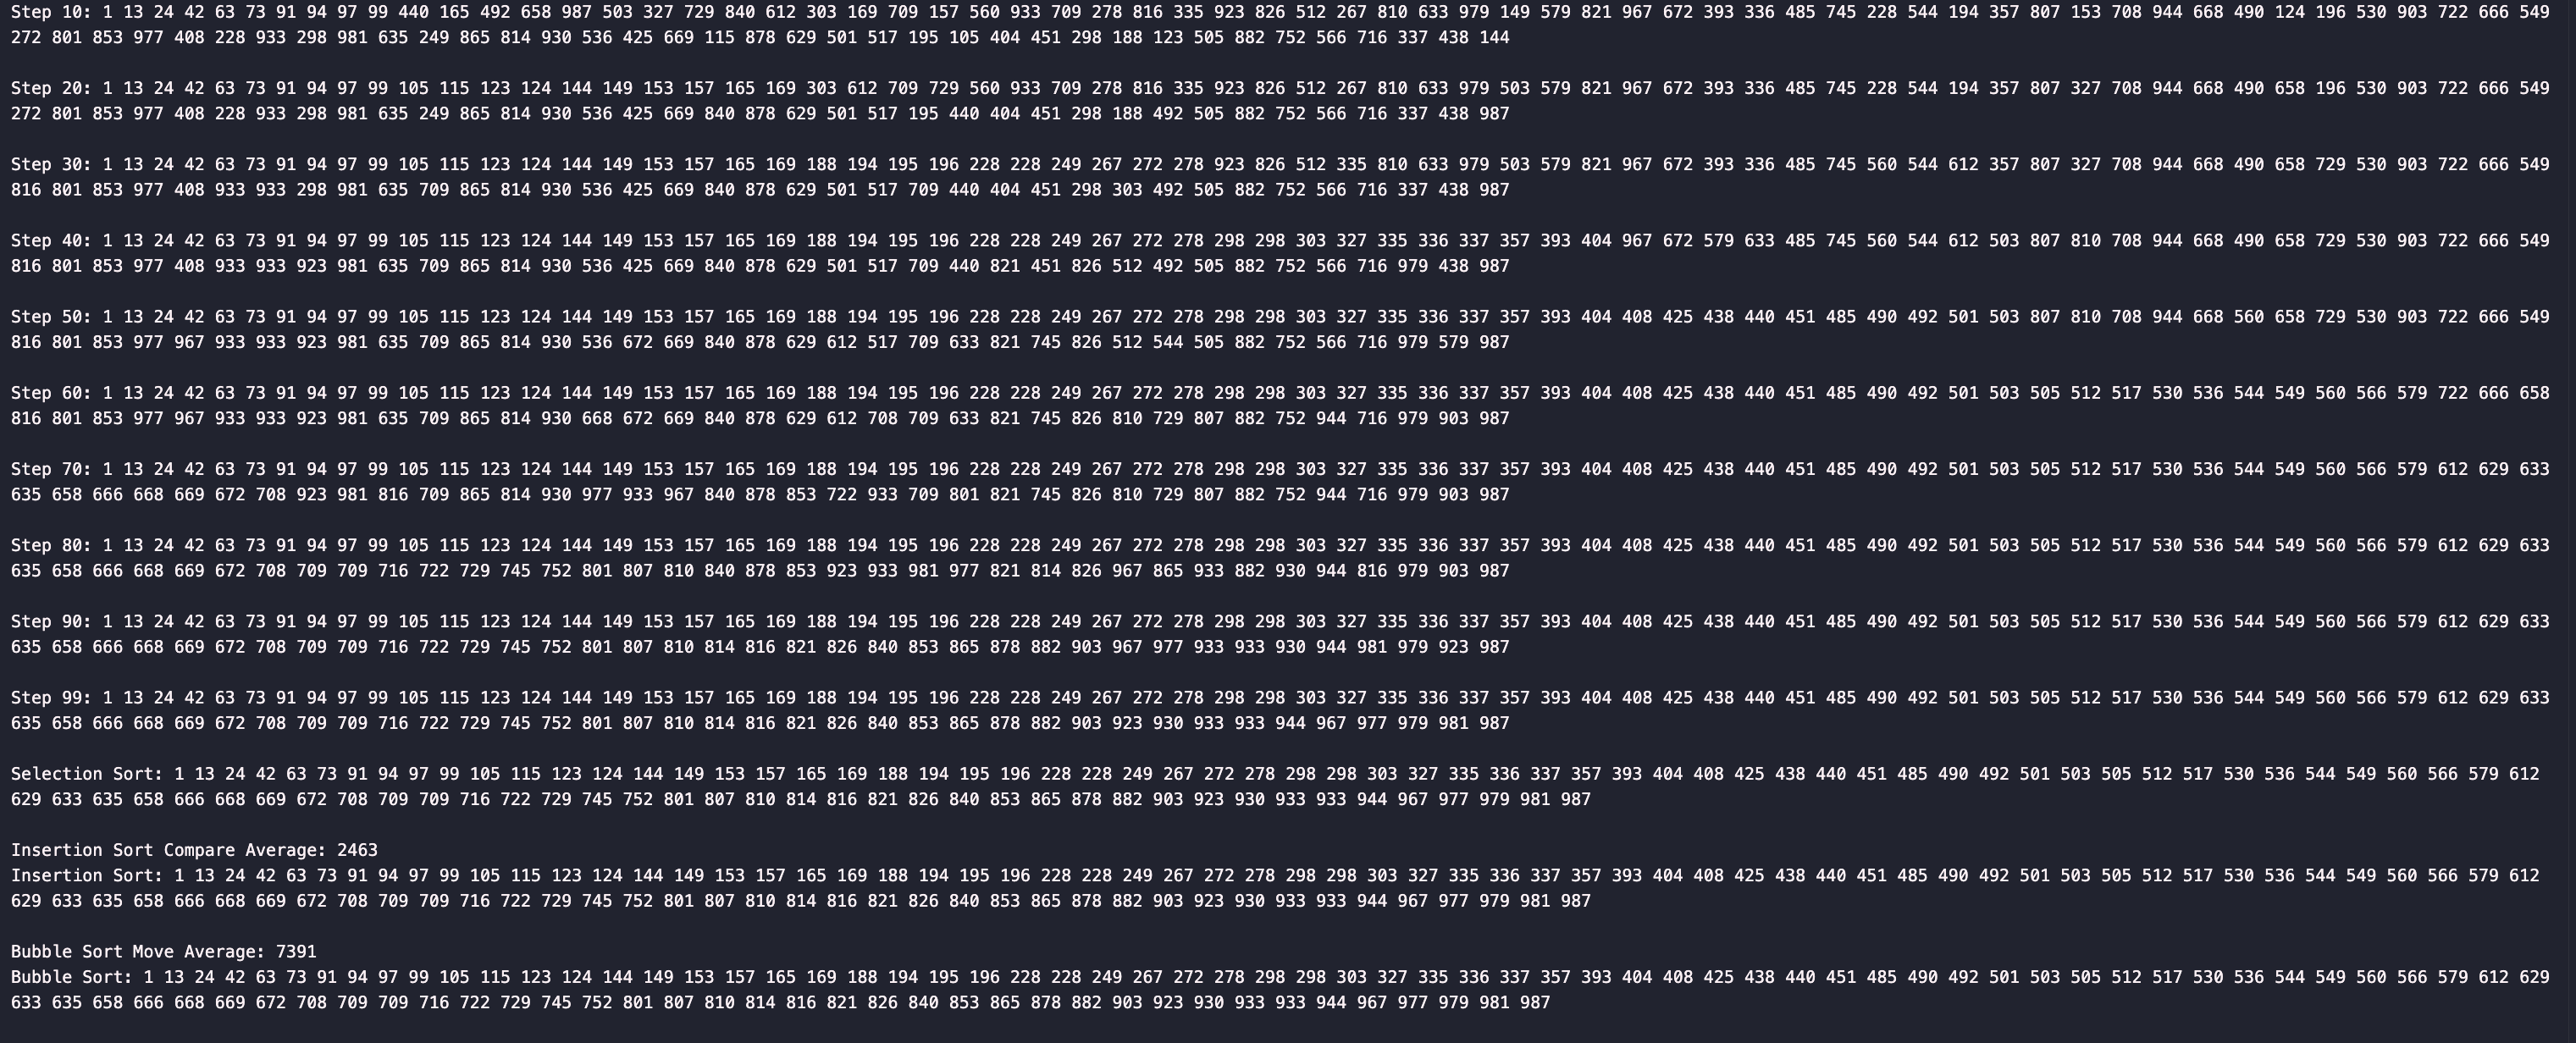 Step 10: 1 13 24 42 63 73 91 94 97 99 440 165 492 658 987 503 327 729 840 612 303 169 709 157 560 933 709 278 816 335 923 826 512 267 810 633 979 149 579 821 967 672 393 336 485 745 228 544 194 357 807 153 708 944 668 490 124 196 530 903 722 666 549
272 801 853 977 408 228 933 298 981 635 249 865 814 930 536 425 669 115 878 629 501 517 195 105 404 451 298 188 123 505 882 752 566 716 337 438 144
Step 20: 1 13 24 42 63 73 91 94 97 99 105 115 123 124 144 149 153 157 165 169 303 612 709 729 560 933 709 278 816 335 923 826 512 267 810 633 979 503 579 821 967 672 393 336 485 745 228 544 194 357 807 327 708 944 668 490 658 196 530 903 722 666 549
272 801 853 977 408 228 933 298 981 635 249 865 814 930 536 425 669 840 878 629 501 517 195 440 404 451 298 188 492 505 882 752 566 716 337 438 987
Step 30: 1 13 24 42 63 73 91 94 97 99 105 115 123 124 144 149 153 157 165 169 188 194 195 196 228 228 249 267 272 278 923 826 512 335 810 633 979 503 579 821 967 672 393 336 485 745 560 544 612 357 807 327 708 944 668 490 658 729 530 903 722 666 549
816 801 853 977 408 933 933 298 981 635 709 865 814 930 536 425 669 840 878 629 501 517 709 440 404 451 298 303 492 505 882 752 566 716 337 438 987
Step 40: 1 13 24 42 63 73 91 94 97 99 105 115 123 124 144 149 153 157 165 169 188 194 195 196 228 228 249 267 272 278 298 298 303 327 335 336 337 357 393 404 967 672 579 633 485 745 560 544 612 503 807 810 708 944 668 490 658 729 530 903 722 666 549
816 801 853 977 408 933 933 923 981 635 709 865 814 930 536 425 669 840 878 629 501 517 709 440 821 451 826 512 492 505 882 752 566 716 979 438 987
Step 50: 1 13 24 42 63 73 91 94 97 99 105 115 123 124 144 149 153 157 165 169 188 194 195 196 228 228 249 267 272 278 298 298 303 327 335 336 337 357 393 404 408 425 438 440 451 485 490 492 501 503 807 810 708 944 668 560 658 729 530 903 722 666 549
816 801 853 977 967 933 933 923 981 635 709 865 814 930 536 672 669 840 878 629 612 517 709 633 821 745 826 512 544 505 882 752 566 716 979 579 987
Step 60: 1 13 24 42 63 73 91 94 97 99 105 115 123 124 144 149 153 157 165 169 188 194 195 196 228 228 249 267 272 278 298 298 303 327 335 336 337 357 393 404 408 425 438 440 451 485 490 492 501 503 505 512 517 530 536 544 549 560 566 579 722 666 658
816 801 853 977 967 933 933 923 981 635 709 865 814 930 668 672 669 840 878 629 612 708 709 633 821 745 826 810 729 807 882 752 944 716 979 903 987
Step 70: 1 13 24 42 63 73 91 94 97 99 105 115 123 124 144 149 153 157 165 169 188 194 195 196 228 228 249 267 272 278 298 298 303 327 335 336 337 357 393 404 408 425 438 440 451 485 490 492 501 503 505 512 517 530 536 544 549 560 566 579 612 629 633
635 658 666 668 669 672 708 923 981 816 709 865 814 930 977 933 967 840 878 853 722 933 709 801 821 745 826 810 729 807 882 752 944 716 979 903 987
Step 80: 1 13 24 42 63 73 91 94 97 99 105 115 123 124 144 149 153 157 165 169 188 194 195 196 228 228 249 267 272 278 298 298 303 327 335 336 337 357 393 404 408 425 438 440 451 485 490 492 501 503 505 512 517 530 536 544 549 560 566 579 612 629 633
635 658 666 668 669 672 708 709 709 716 722 729 745 752 801 807 810 840 878 853 923 933 981 977 821 814 826 967 865 933 882 930 944 816 979 903 987
Step 90: 1 13 24 42 63 73 91 94 97 99 105 115 123 124 144 149 153 157 165 169 188 194 195 196 228 228 249 267 272 278 298 298 303 327 335 336 337 357 393 404 408 425 438 440 451 485 490 492 501 503 505 512 517 530 536 544 549 560 566 579 612 629 633
635 658 666 668 669 672 708 709 709 716 722 729 745 752 801 807 810 814 816 821 826 840 853 865 878 882 903 967 977 933 933 930 944 981 979 923 987
Step 99: 1 13 24 42 63 73 91 94 97 99 105 115 123 124 144 149 153 157 165 169 188 194 195 196 228 228 249 267 272 278 298 298 303 327 335 336 337 357 393 404 408 425 438 440 451 485 490 492 501 503 505 512 517 530 536 544 549 560 566 579 612 629 633
635 658 666 668 669 672 708 709 709 716 722 729 745 752 801 807 810 814 816 821 826 840 853 865 878 882 903 923 930 933 933 944 967 977 979 981 987
Selection Sort: 1 13 24 42 63 73 91 94 97 99 105 115 123 124 144 149 153 157 165 169 188 194 195 196 228 228 249 267 272 278 298 298 303 327 335 336 337 357 393 404 408 425 438 440 451 485 490 492 501 503 505 512 517 530 536 544 549 560 566 579 612
629 633 635 658 666 668 669 672 708 709 709 716 722 729 745 752 801 807 810 814 816 821 826 840 853 865 878 882 903 923 930 933 933 944 967 977 979 981 987
Insertion Sort Compare Average: 2463
Insertion Sort: 1 13 24 42 63 73 91 94 97 99 105 115 123 124 144 149 153 157 165 169 188 194 195 196 228 228 249 267 272 278 298 298 303 327 335 336 337 357 393 404 408 425 438 440 451 485 490 492 501 503 505 512 517 530 536 544 549 560 566 579 612
629 633 635 658 666 668 669 672 708 709 709 716 722 729 745 752 801 807 810 814 816 821 826 840 853 865 878 882 903 923 930 933 933 944 967 977 979 981 987
Bubble Sort Move Average: 7391
Bubble Sort: 1 13 24 42 63 73 91 94 97 99 105 115 123 124 144 149 153 157 165 169 188 194 195 196 228 228 249 267 272 278 298 298 303 327 335 336 337 357 393 404 408 425 438 440 451 485 490 492 501 503 505 512 517 530 536 544 549 560 566 579 612 629
633 635 658 666 668 669 672 708 709 709 716 722 729 745 752 801 807 810 814 816 821 826 840 853 865 878 882 903 923 930 933 933 944 967 977 979 981 987